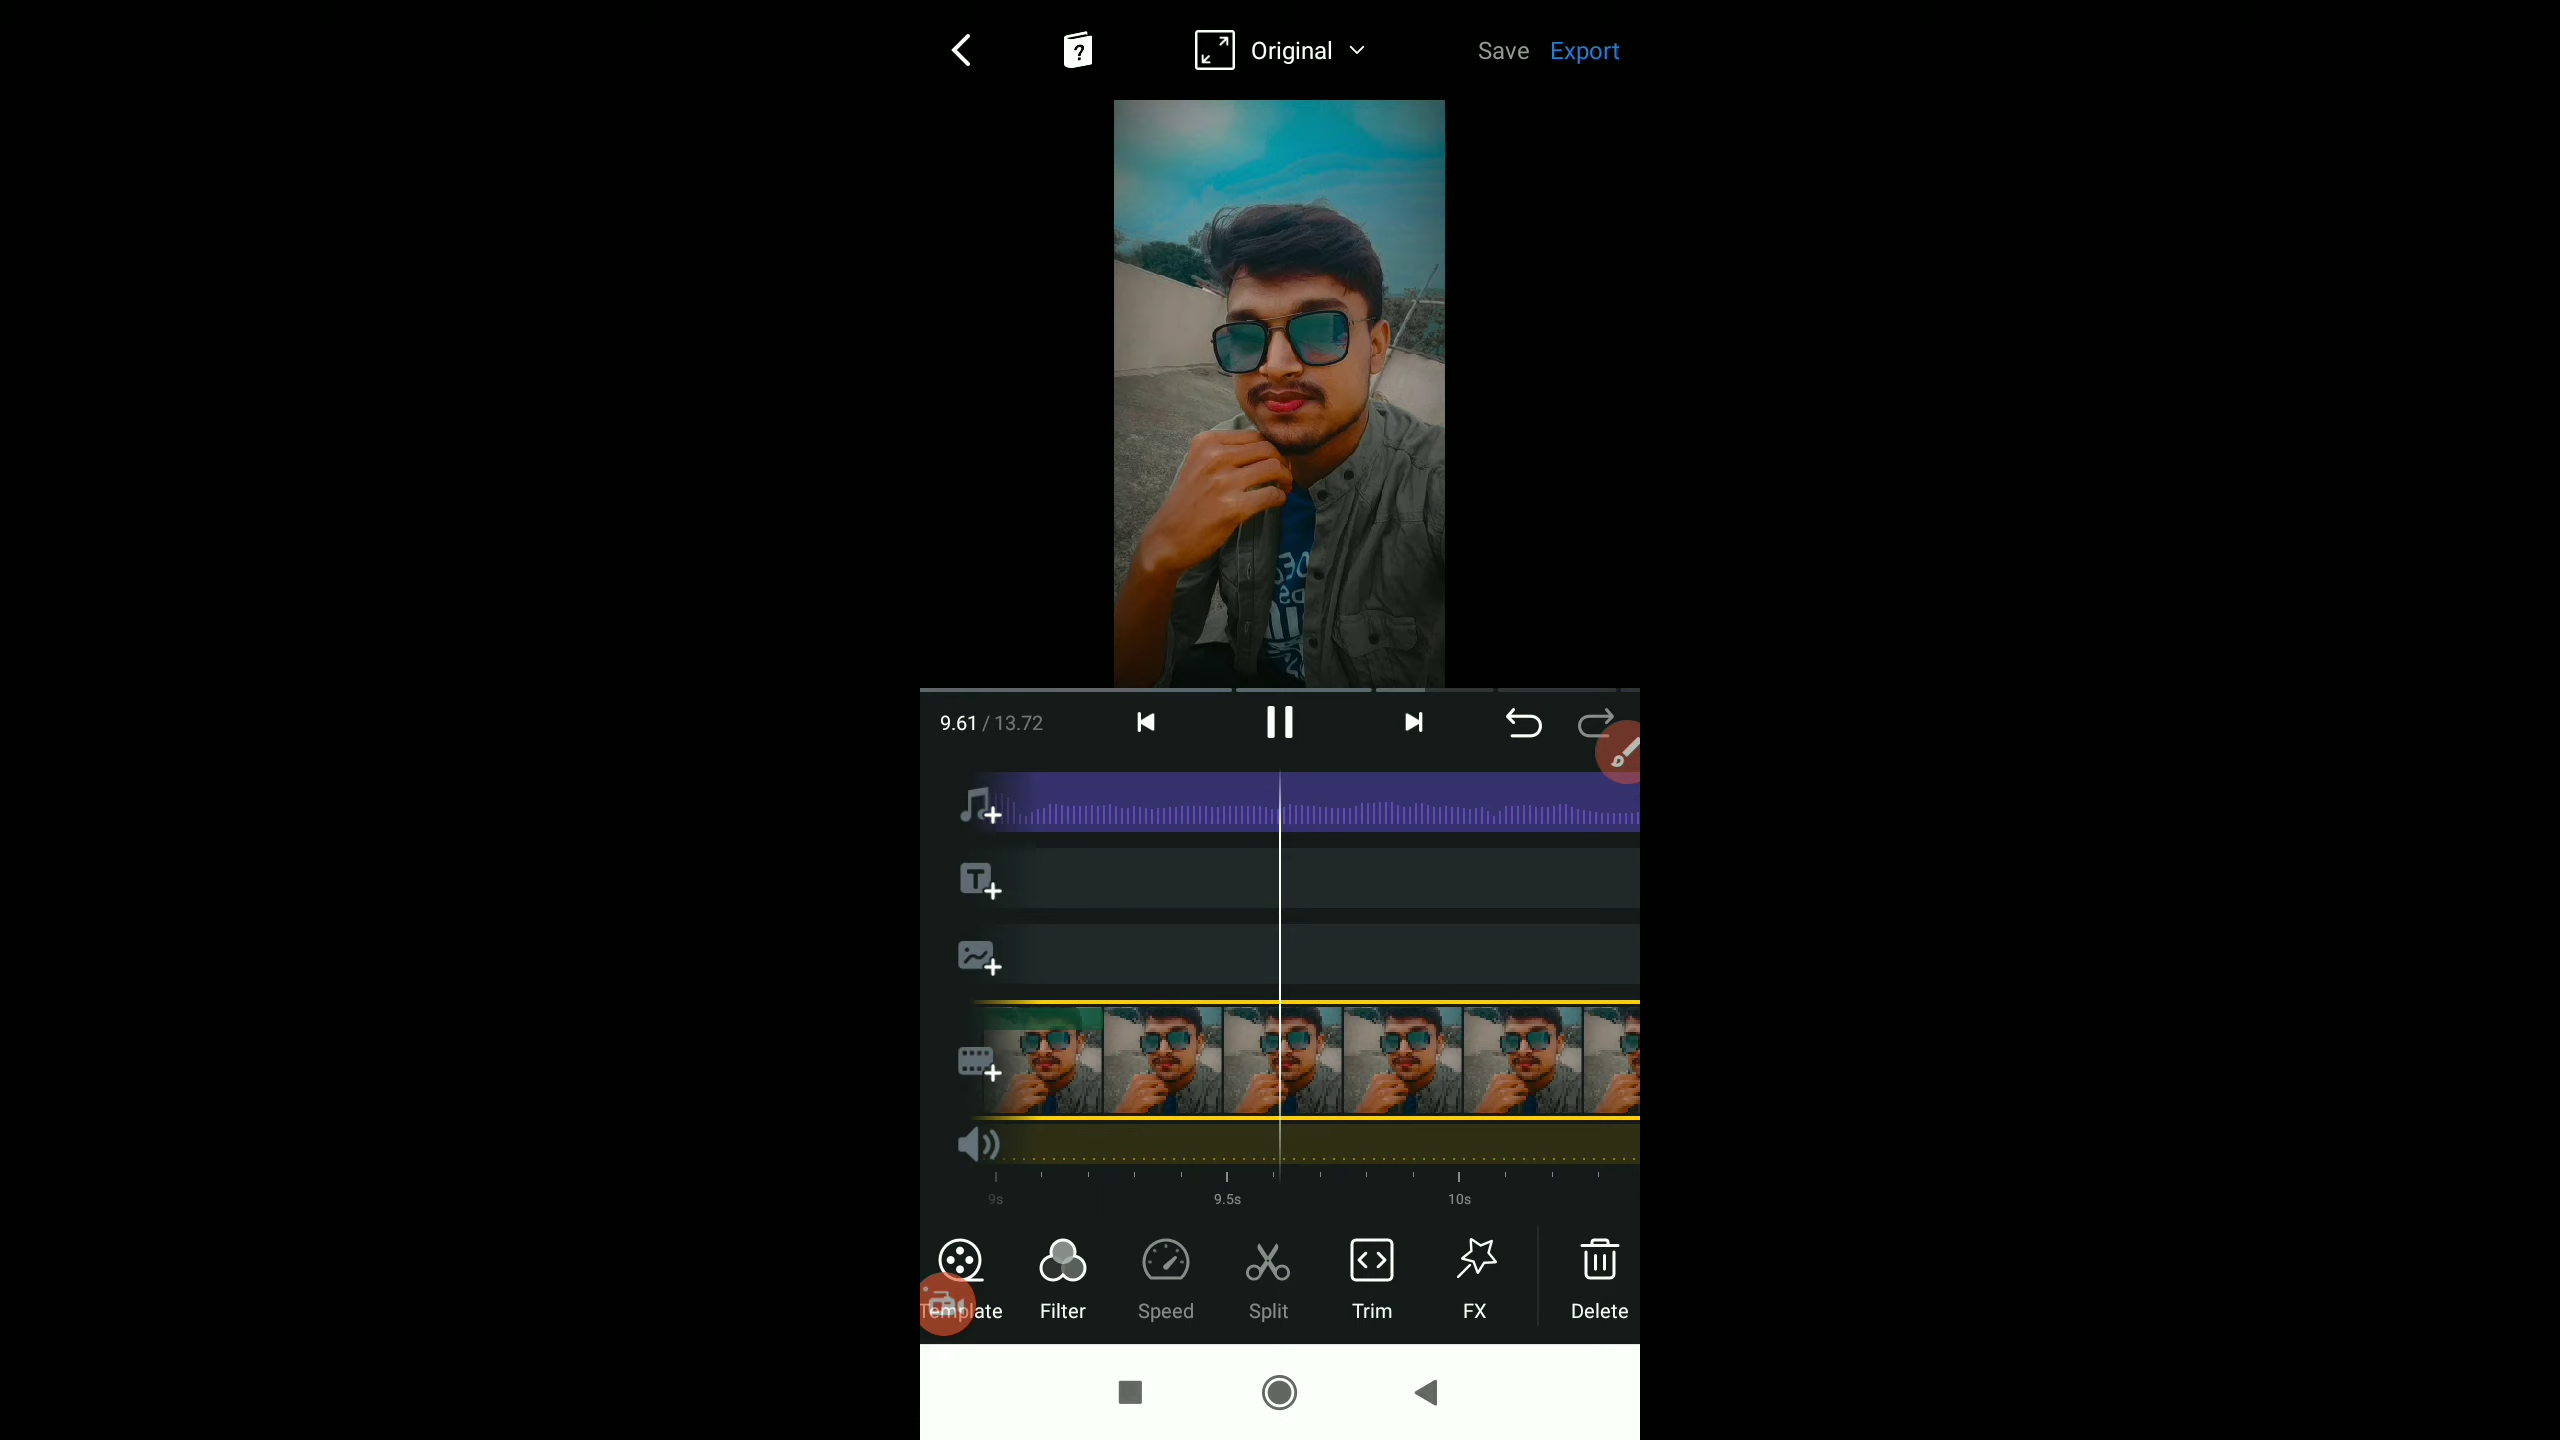 Original
Save Export
9.61 / 13.72
9s
9.5s
10s
Template
Filter
Speed
Split
Trim
FX
Delete